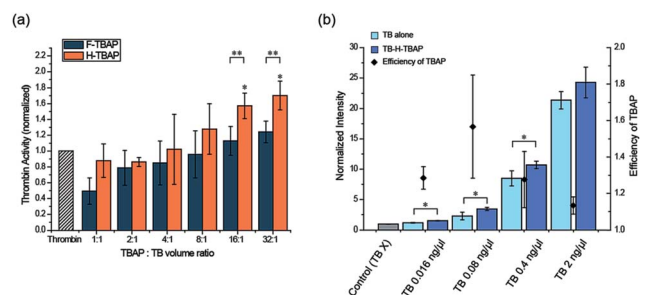 (a)
F-TBAP
H-TBAP
Thrombin Activity (normalized)
2.2
2.0
1.8
1.6
1.4
1.2
1.0
0.8
0.6
0.4
0.2
0.0
**
**
*
*
Thrombin 1:1 2:1 4:1 8:1 16:1 32:1
TBAP : TB volume ratio
(b)
TB alone
TB-H-TBAP
Efficiency of TBAP
Normalized Intensity
30
25
20
15
10
5
0
*
*
*
2.0
1.8
1.6
1.4
1.2
1.0
Efficiency of TBAP
Control (TB X)
TB 0.016 ng/μl
TB 0.08 ng/μl
TB 0.4 ng/μl
TB 2 ng/μl